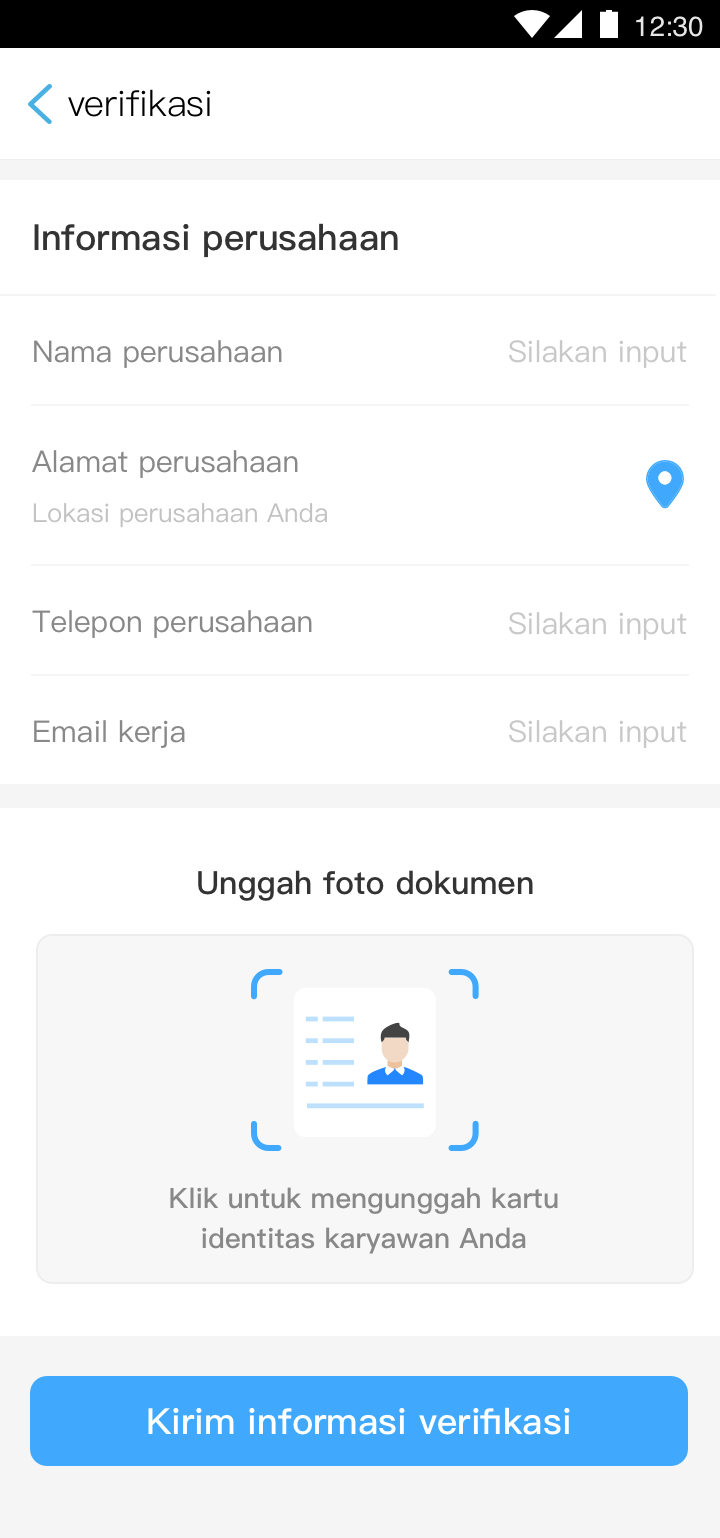 12:30
verifikasi
Informasi perusahaan
Nama perusahaan Silakan input
Alamat perusahaan
Lokasi perusahaan Anda
Telepon perusahaan Silakan input
Email kerja Silakan input
Unggah foto dokumen
Klik untuk mengunggah kartu
identitas karyawan Anda
Kirim informasi verifikasi